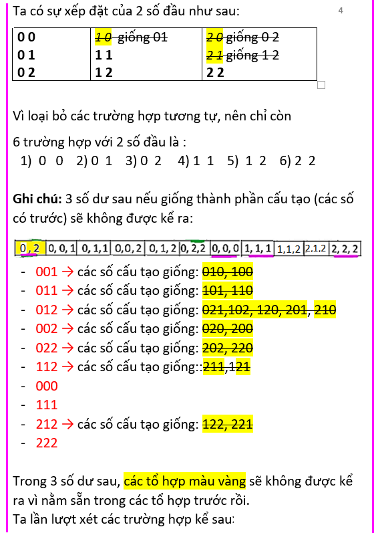 4
Ta có sự xếp đặt của 2 số đầu như sau:
0 0 1 0 giống 01 2 0 giống 0 2
0 1 1 1 2 1 giống 1 2
0 2 1 2 2 2
Vì loại bỏ các trường hợp tương tự, nên chỉ còn
6 trường hợp với 2 số đầu là :
1) 0 0 2) 0 1 3) 0 2 4) 1 1 5) 1 2 6) 2 2
Ghi chú: 3 số dư sau nếu giống thành phần cấu tạo (các số
có trước) sẽ không được kể ra:
0, 2 0, 0, 1 0, 1, 1 0, 0, 2 0, 1, 2 0, 2, 2 0, 0, 0 1, 1, 1 1,1,2 2.1.2 2, 2, 2
- 001 → các số cấu tạo giống: 010, 100
- 011 → các số cấu tạo giống: 101, 110
- 012 → các số cấu tạo giống: 021,102, 120, 201, 210
- 002 → các số cấu tạo giống: 020, 200
- 022 → các số cấu tạo giống: 202, 220
- 112 → các số cấu tạo giống::211,121
- 000
- 111
- 212 → các số cấu tạo giống: 122, 221
- 222
Trong 3 số dư sau, các tổ hợp màu vàng sẽ không được kể
ra vì nằm sẵn trong các tổ hợp trước rồi.
Ta lần lượt xét các trường hợp kể sau: